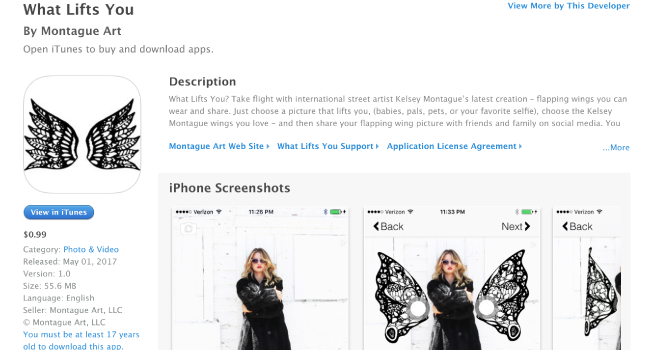 What Lifts You
View More by This Developer
By Montague Art
Open iTunes to buy and download apps.
Description
What Lifts You? Take flight with international street artist Kelsey Montague's latest creation – flapping wings you can
wear and share. Just choose a picture that lifts you, (babies, pals, pets, or your favorite selfie), choose the Kelsey
Montague wings you love – and then share your flapping wing picture with friends and family on social media. You
Montague Art Web Site What Lifts You Support Application License Agreement ...More
iPhone Screenshots
View in iTunes
$0.99
Category: Photo & Video
Released: May 01, 2017
Version: 1.0
Size: 55.6 MB
Language: English
Seller: Montague Art, LLC
© Montague Art, LLC
You must be at least 17 years
old to download this app.
Verizon 11:26 PM
Verizon 11:33 PM
Back Next
Verizon
Back